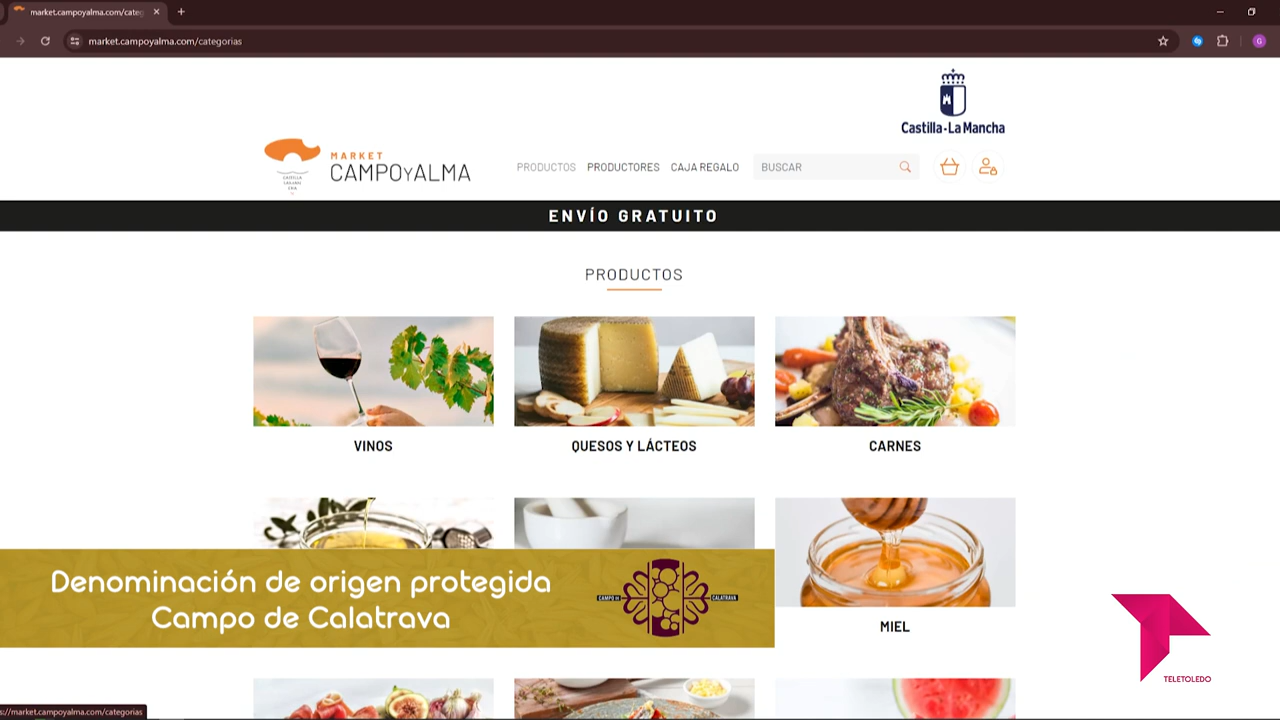 market.campoyalma.com/categ
market.campoyalma.com/categorias
G
Castilla-La Mancha
MARKET
CAMPOYALMA
CASTILLA
PRODUCTOS
PRODUCTORES
CAJA REGALO
BUSCAR
ENVÍO GRATUITO
PRODUCTOS
VINOS
QUESOS Y LÁCTEOS
CARNES
Denominación de origen protegida
Campo de Calatrava
CAMPO DE
CALATRAVA
MIEL
TELETOLEDO
s://market.campoyalma.com/categorias